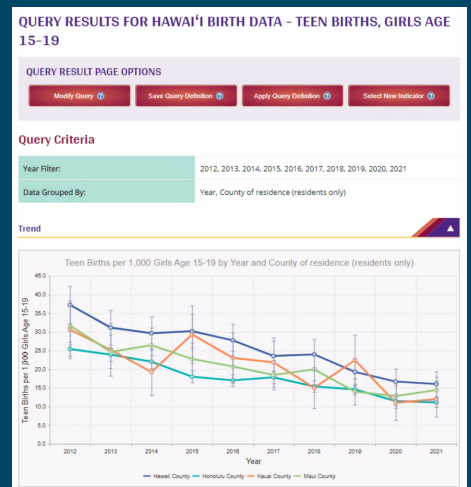 QUERY RESULTS FOR HAWAIʻI BIRTH DATA - TEEN BIRTHS, GIRLS AGE
15-19
QUERY RESULT PAGE OPTIONS
Modify Query ?
Save Query Definition ?
Apply Query Definition ?
Select New Indicator ?
Query Criteria
Year Filter: 2012, 2013, 2014, 2015, 2016, 2017, 2018, 2019, 2020, 2021
Data Grouped By: Year, County of residence (residents only)
Trend
Teen Births per 1,000 Girls Age 15-19 by Year and County of residence (residents only)
Teen Births per 1,000 Girls Age 15-19
45.0
40.0
35.0
30.0
25.0
20.0
15.0
10.0
5.0
0.0
2012 2013 2014 2015 2016 2017 2018 2019 2020 2021
Year
Hawaii County Honolulu County Kauai County Maui County